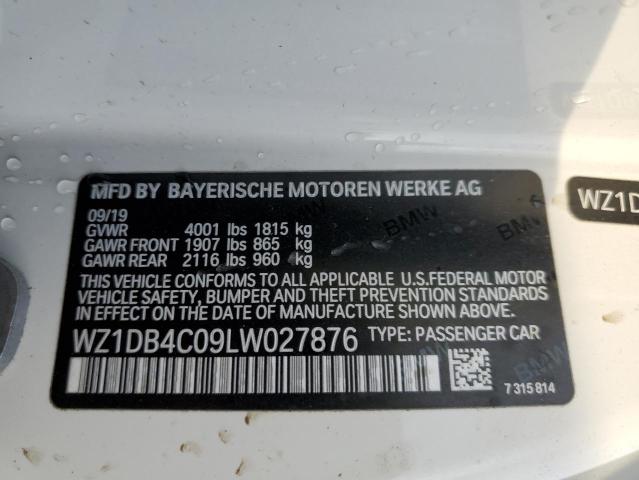 MFD BY BAYERISCHE MOTOREN WERKE AG
09/19
GVWR 4001 lbs 1815 kg
GAWR FRONT 1907 lbs 865 kg
GAWR REAR 2116 lbs 960 kg
THIS VEHICLE CONFORMS TO ALL APPLICABLE U.S.FEDERAL MOTOR
VEHICLE SAFETY, BUMPER AND THEFT PREVENTION STANDARDS
IN EFFECT ON THE DATE OF MANUFACTURE SHOWN ABOVE.
WZ1DB4C09LW027876 TYPE: PASSENGER CAR
7 315 814
WZ1D
BMW
BMW